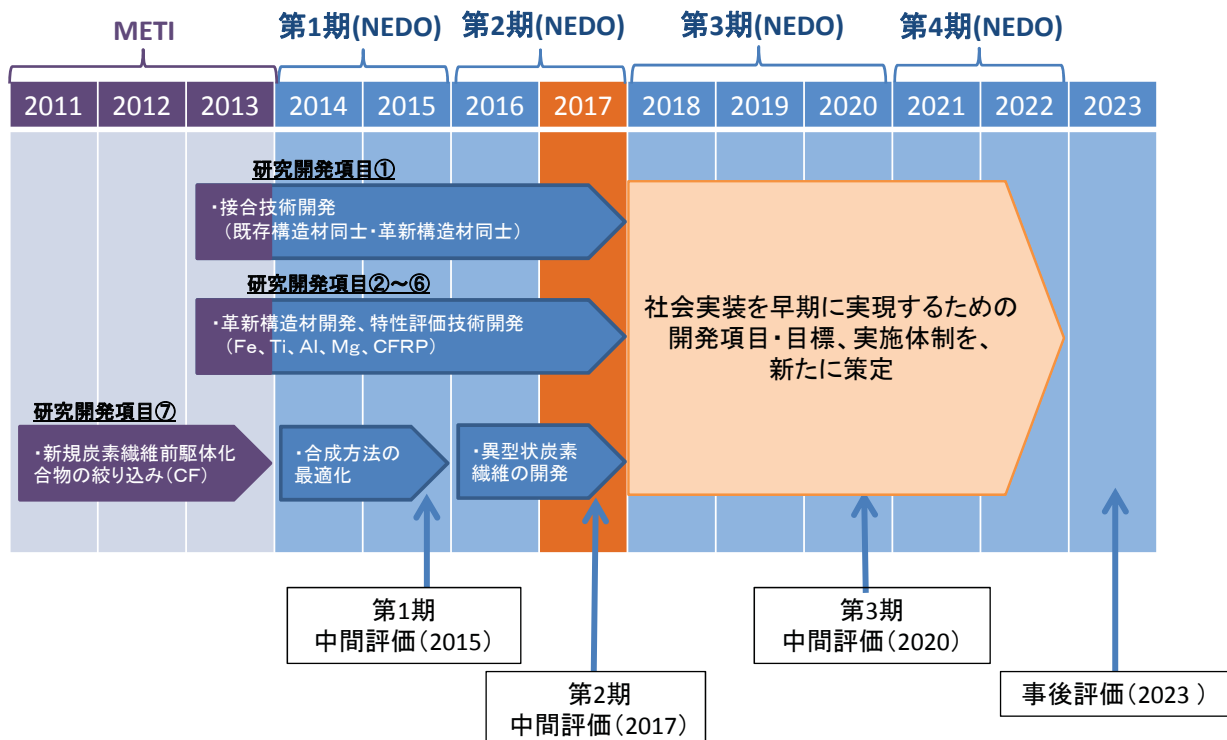 METI
第1期(NEDO)
第2期(NEDO)
第3期(NEDO)
第4期(NEDO)
2011
2012
2013
2014
2015
2016
2017
2018
2019
2020
2021
2022
2023
研究開発項目①
・接合技術開発
（既存構造材同士・革新構造材同士）
研究開発項目②～⑥
・革新構造材開発、特性評価技術開発
（Fe、Ti、Al、Mg、CFRP）
研究開発項目⑦
・新規炭素繊維前駆体化
合物の絞り込み（CF）
・合成方法の
最適化
・異型状炭素
繊維の開発
社会実装を早期に実現するための
開発項目・目標、実施体制を、
新たに策定
第1期
中間評価（2015）
第2期
中間評価（2017）
第3期
中間評価（2020）
事後評価（2023 ）